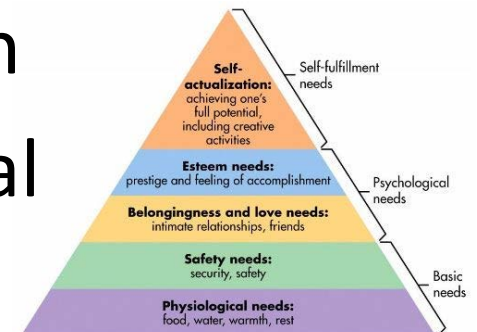 n
al
Self-
actualization:
achieving one's
full potential,
including creative
activities
Self-fulfillment
needs
Esteem needs:
prestige and feeling of accomplishment
Belongingness and love needs:
intimate relationships, friends
Psychological
needs
Safety needs:
security, safety
Physiological needs:
food, water, warmth, rest
Basic
needs